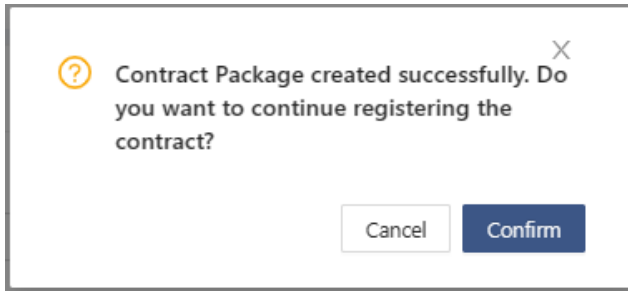 X
Contract Package created successfully. Do
you want to continue registering the
contract?
Cancel Confirm